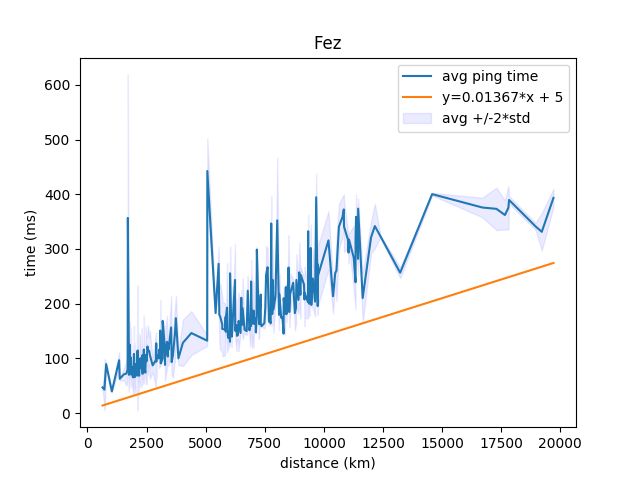 Fez
avg ping time
y=0.01367*x + 5
avg +/-2*std
time (ms)
600
500
400
300
200
100
0
0 2500 5000 7500 10000 12500 15000 17500 20000
distance (km)